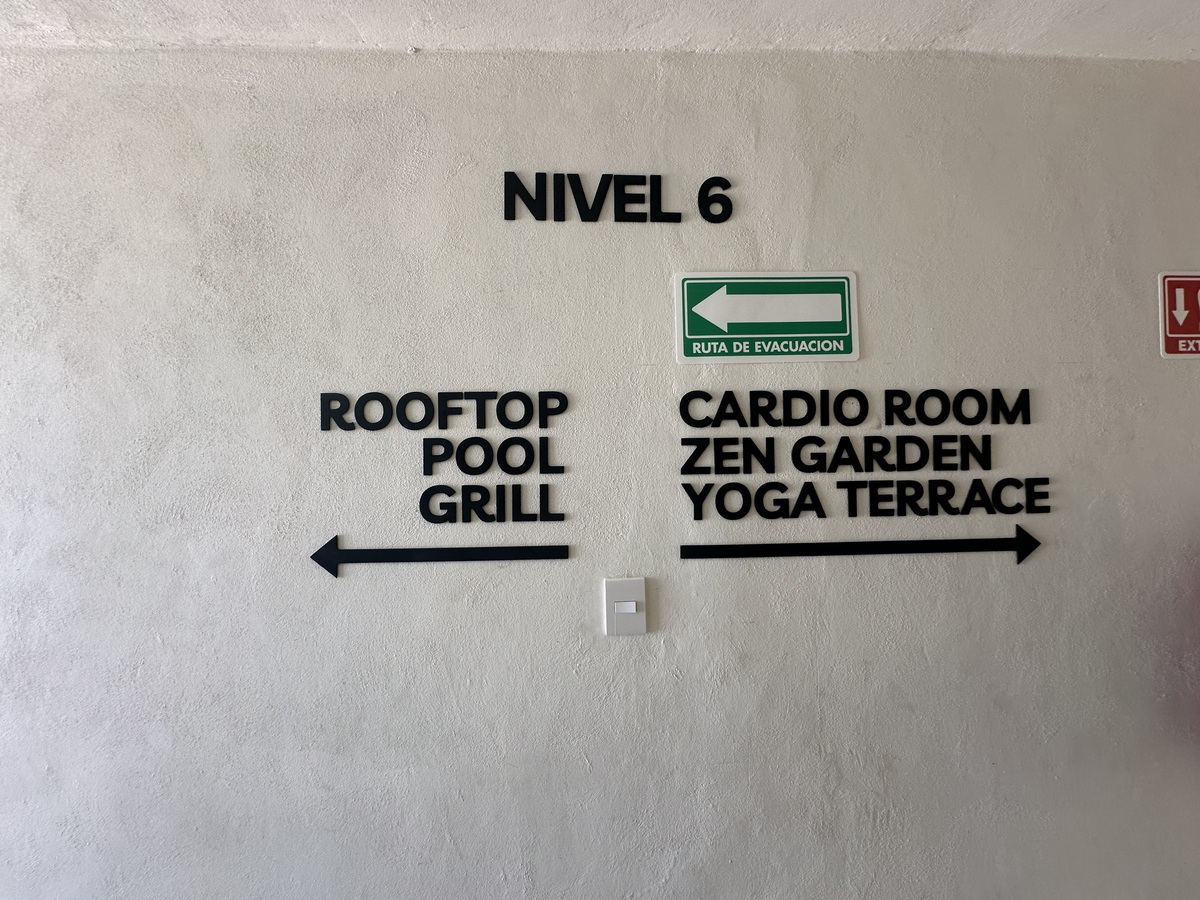 NIVEL 6
RUTA DE EVACUACION
ROOFTOP
POOL
GRILL
CARDIO ROOM
ZEN GARDEN
YOGA TERRACE